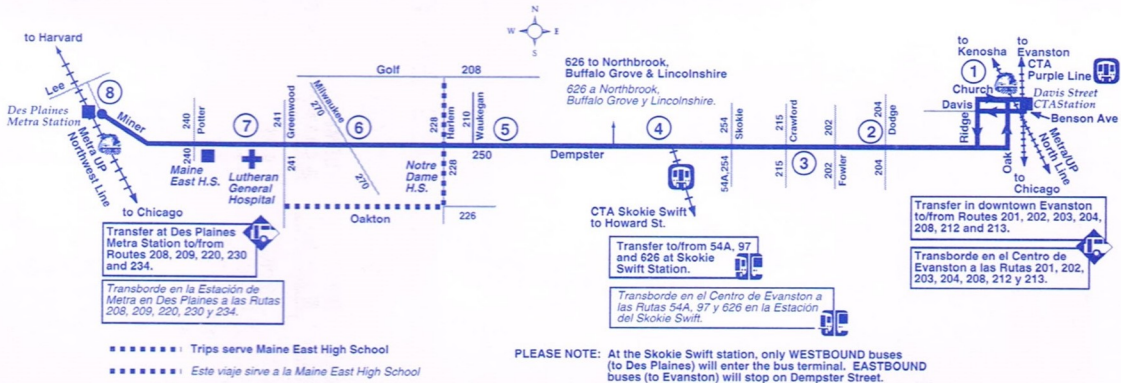 to Harvard
Lee
8
Des Plaines
Metra Station
Miner
Metra UP
Northwest Line
to Chicago
240
Potter
240
Maine
East H.S.
7
Lutheran
General
Hospital
241
Greenwood
241
Golf
208
Milwaukee
270
270
6
228
Harlem
228
Notre
Dame
H.S.
Oakton
226
210
Waukegan
5
250
Dempster
N
W
E
S
626 to Northbrook,
Buffalo Grove & Lincolnshire
626 a Northbrook,
Buffalo Grove y Lincolnshire.
4
CTA Skokie Swift
to Howard St.
254
Skokie
54A,254
215
Crawford
215
3
202
202
Fowler
2
204
Dodge
204
1
to
Kenosha
to
Evanston
CTA
Purple Line
Church
Davis
Davis Street
CTAStation
Benson Ave
Ridge
Oak
Metra/UP
North Line
to
Chicago
Transfer at Des Plaines
Metra Station to/from
Routes 208, 209, 220, 230
and 234.
Transborde en la Estación de
Metra en Des Plaines a las Rutas
208, 209, 220, 230 y 234.
Transfer to/from 54A, 97
and 626 at Skokie
Swift Station.
Transborde en el Centro de Evanston a
las Rutas 54A, 97 y 626 en la Estación
del Skokie Swift.
Transfer in downtown Evanston
to/from Routes 201, 202, 203, 204,
208, 212 and 213.
Transborde en el Centro de
Evanston a las Rutas 201, 202,
203, 204, 208, 212 y 213.
Trips serve Maine East High School
Este viaje sirve a la Maine East High School
PLEASE NOTE: At the Skokie Swift station, only WESTBOUND buses
(to Des Plaines) will enter the bus terminal. EASTBOUND
buses (to Evanston) will stop on Dempster Street.